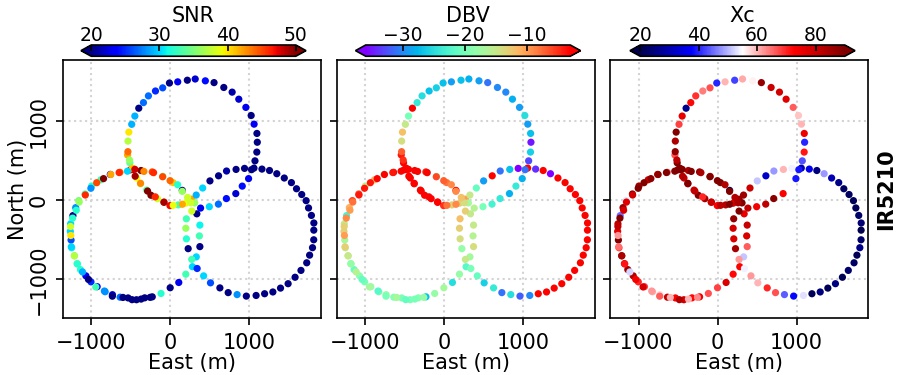 SNR DBV Xc
20 30 40 50 −30 −20 −10 20 40 60 80
North (m)
1000
0
−1000
IR5210
−1000 0 1000 −1000 0 1000 −1000 0 1000
East (m) East (m) East (m)